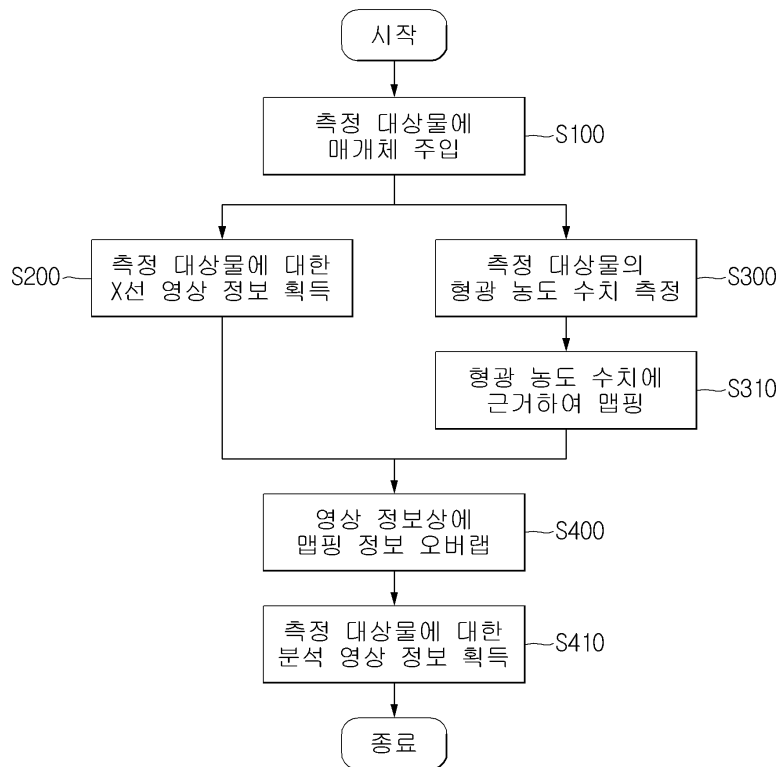 시작
측정 대상물에
매개체 주입
S100
S200
측정 대상물에 대한
X선 영상 정보 획득
측정 대상물의
형광 농도 수치 측정
S300
형광 농도 수치에
근거하여 맵핑
S310
영상 정보상에
맵핑 정보 오버랩
S400
측정 대상물에 대한
분석 영상 정보 획득
S410
종료